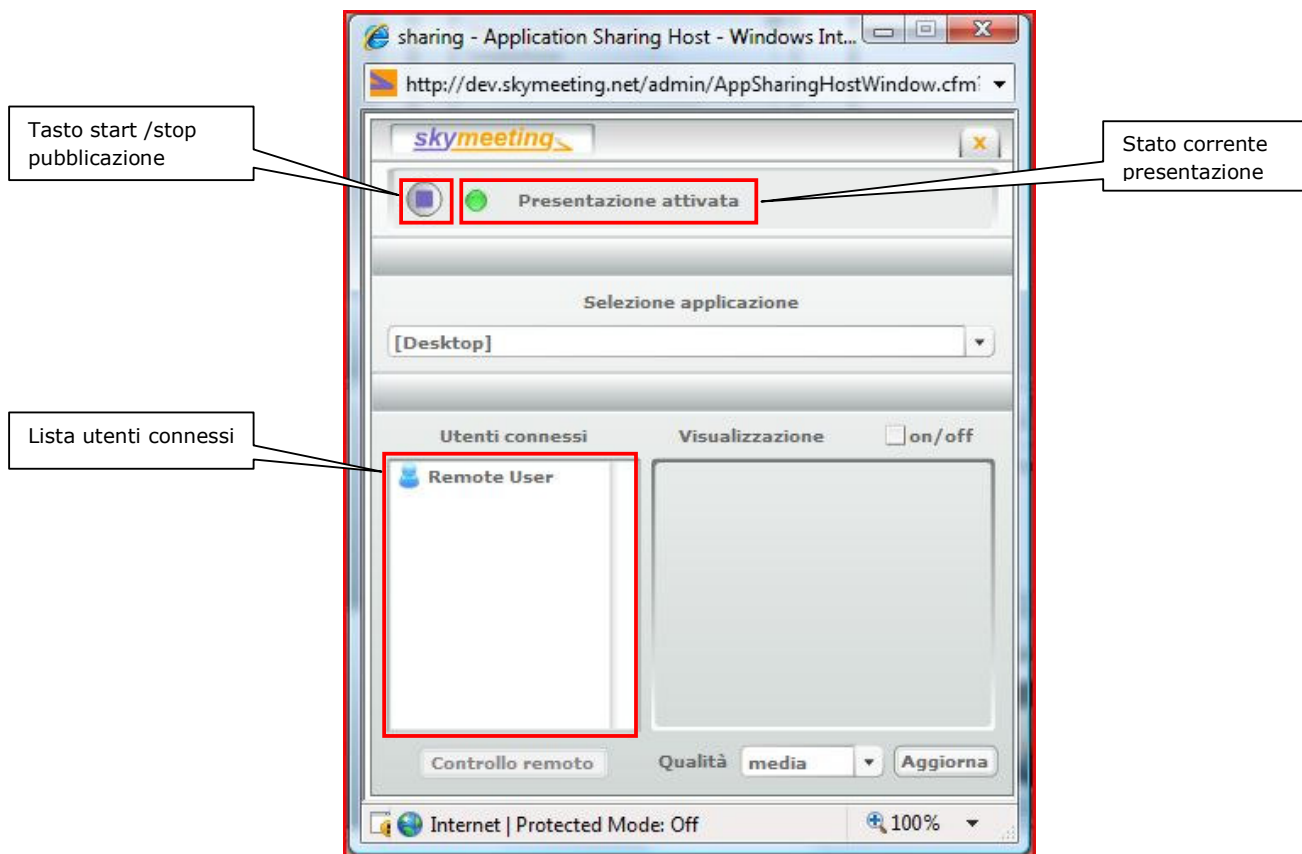 sharing - Application Sharing Host - Windows Int...
http://dev.skymeeting.net/admin/AppSharingHostWindow.cfm
Tasto start /stop
pubblicazione
skymeeting
x
Stato corrente
presentazione
Presentazione attivata
Selezione applicazione
[Desktop]
Lista utenti connessi
Utenti connessi
Visualizzazione
on/off
Remote User
Controllo remoto
Qualità
media
Aggiorna
Internet | Protected Mode: Off
100%